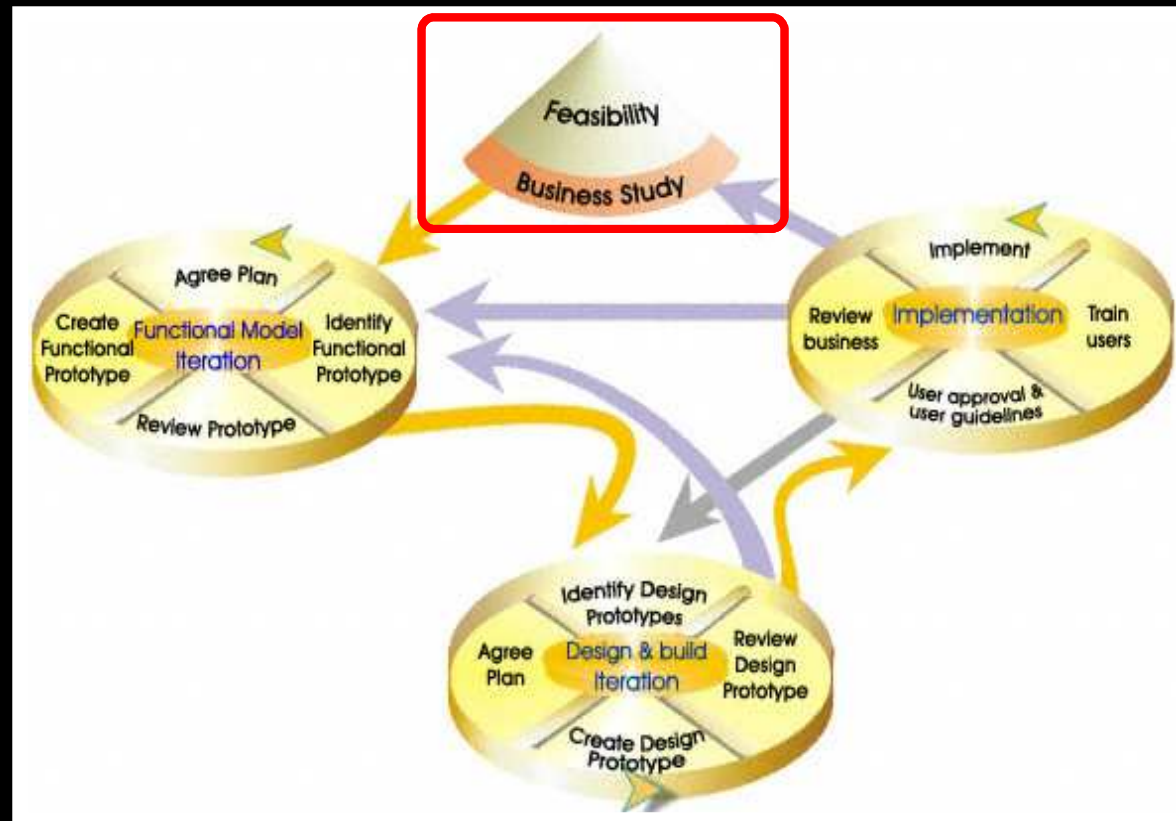 Feasibility
Business Study
Agree Plan
Create
Functional
Prototype
Functional Model
Iteration
Identify
Functional
Prototype
Review Prototype
Implement
Review
business
Implementation
Train
users
User approval &
user guidelines
Identify Design
Prototypes
Agree
Plan
Design & build
Iteration
Review
Design
Prototype
Create Design
Prototype